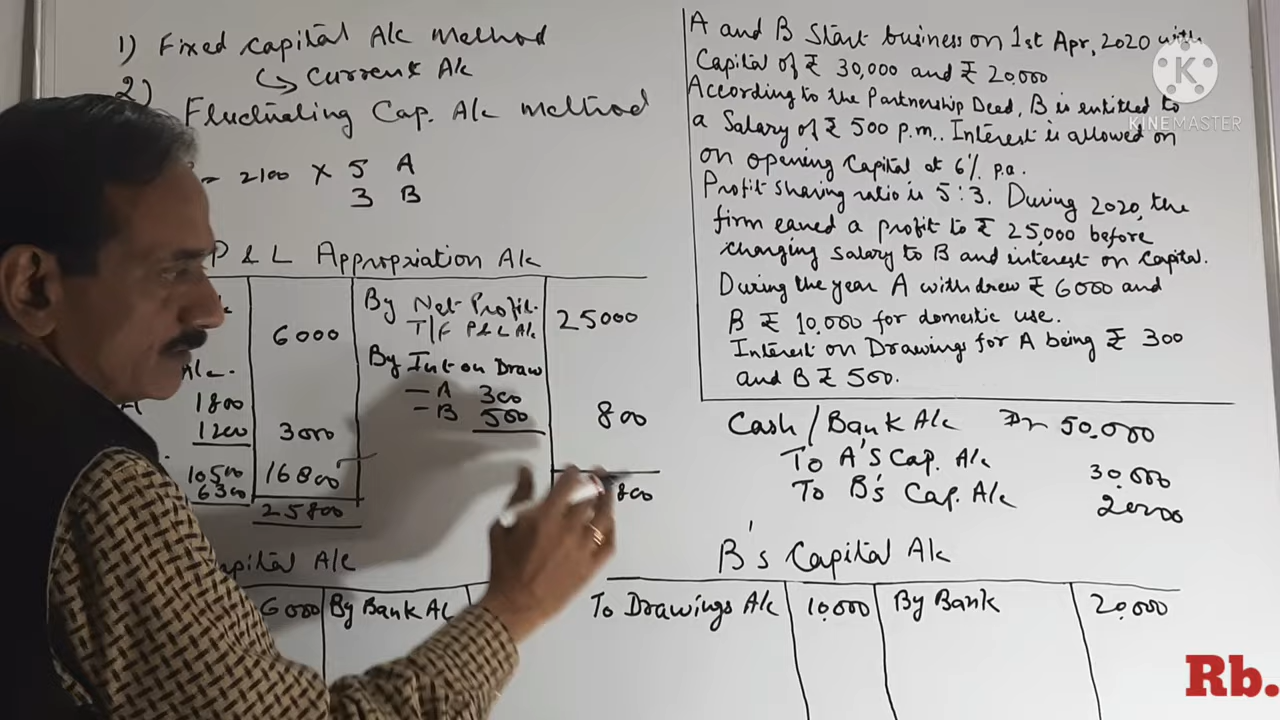 1) Fixed Capital A/c Method
↳ Current A/c
2)
Fluctuating Cap. A/c Method
= 2100 × 5 A
3 B
P & L Appropriation A/c
6000
By Net Profit
T/F P & L A/c
25000
A/c.
By Int on Draw
1800
1200
3000
– A 300
– B 500
800
10500
6300
16800
25800
800
Capital A/c
6000
By Bank A/c
A and B Start business on 1st Apr, 2020 with
Capital of ₹ 30,000 and ₹ 20,000
According to the Partnership Deed, B is entitled to
a Salary of ₹ 500 p.m.. Interest is allowed on
on opening Capital at 6% p.a.
Profit sharing ratio is 5:3. During 2020, the
firm earned a profit to ₹ 25,000 before
changing salary to B and interest on Capital.
During the year A withdrew ₹ 6000 and
B ₹ 10,000 for domestic use.
Interest on Drawings for A being ₹ 300
and B ₹ 500.
Cash/Bank A/c Dr 50,000
To A's Cap. A/c 30,000
To B's Cap. A/c 20000
B's Capital A/c
To Drawings A/c 10,000 By Bank 20,000
K
KINEMASTER
Rb.